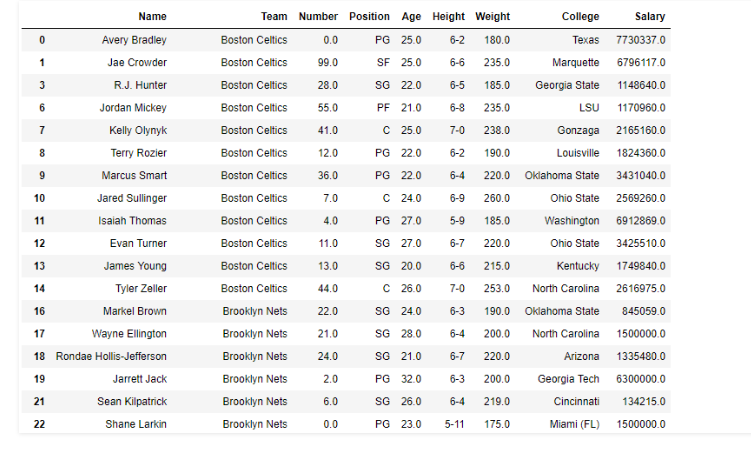 Name Team Number Position Age Height Weight College Salary
0 Avery Bradley Boston Celtics 0.0 PG 25.0 6-2 180.0 Texas 7730337.0
1 Jae Crowder Boston Celtics 99.0 SF 25.0 6-6 235.0 Marquette 6796117.0
3 R.J. Hunter Boston Celtics 28.0 SG 22.0 6-5 185.0 Georgia State 1148640.0
6 Jordan Mickey Boston Celtics 55.0 PF 21.0 6-8 235.0 LSU 1170960.0
7 Kelly Olynyk Boston Celtics 41.0 C 25.0 7-0 238.0 Gonzaga 2165160.0
8 Terry Rozier Boston Celtics 12.0 PG 22.0 6-2 190.0 Louisville 1824360.0
9 Marcus Smart Boston Celtics 36.0 PG 22.0 6-4 220.0 Oklahoma State 3431040.0
10 Jared Sullinger Boston Celtics 7.0 C 24.0 6-9 260.0 Ohio State 2569260.0
11 Isaiah Thomas Boston Celtics 4.0 PG 27.0 5-9 185.0 Washington 6912869.0
12 Evan Turner Boston Celtics 11.0 SG 27.0 6-7 220.0 Ohio State 3425510.0
13 James Young Boston Celtics 13.0 SG 20.0 6-6 215.0 Kentucky 1749840.0
14 Tyler Zeller Boston Celtics 44.0 C 26.0 7-0 253.0 North Carolina 2616975.0
16 Markel Brown Brooklyn Nets 22.0 SG 24.0 6-3 190.0 Oklahoma State 845059.0
17 Wayne Ellington Brooklyn Nets 21.0 SG 28.0 6-4 200.0 North Carolina 1500000.0
18 Rondae Hollis-Jefferson Brooklyn Nets 24.0 SG 21.0 6-7 220.0 Arizona 1335480.0
19 Jarrett Jack Brooklyn Nets 2.0 PG 32.0 6-3 200.0 Georgia Tech 6300000.0
21 Sean Kilpatrick Brooklyn Nets 6.0 SG 26.0 6-4 219.0 Cincinnati 134215.0
22 Shane Larkin Brooklyn Nets 0.0 PG 23.0 5-11 175.0 Miami (FL) 1500000.0